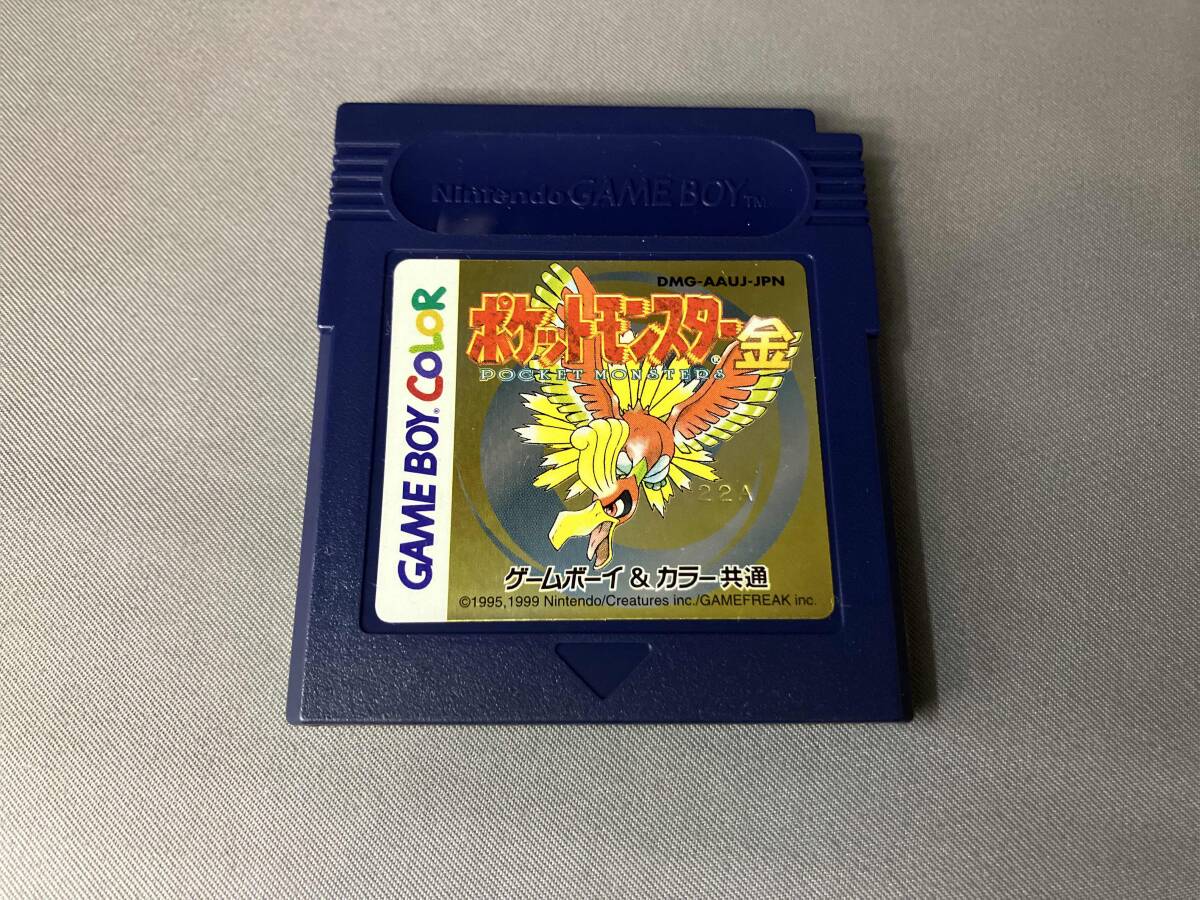 Nintendo GAME BOY™
GAME BOY® COLOR
DMG-AAUJ-JPN
ポケットモンスター®金
POCKET MONSTERS
22A
ゲームボーイ & カラー共通
©1995,1999 Nintendo/Creatures inc./GAMEFREAK inc.